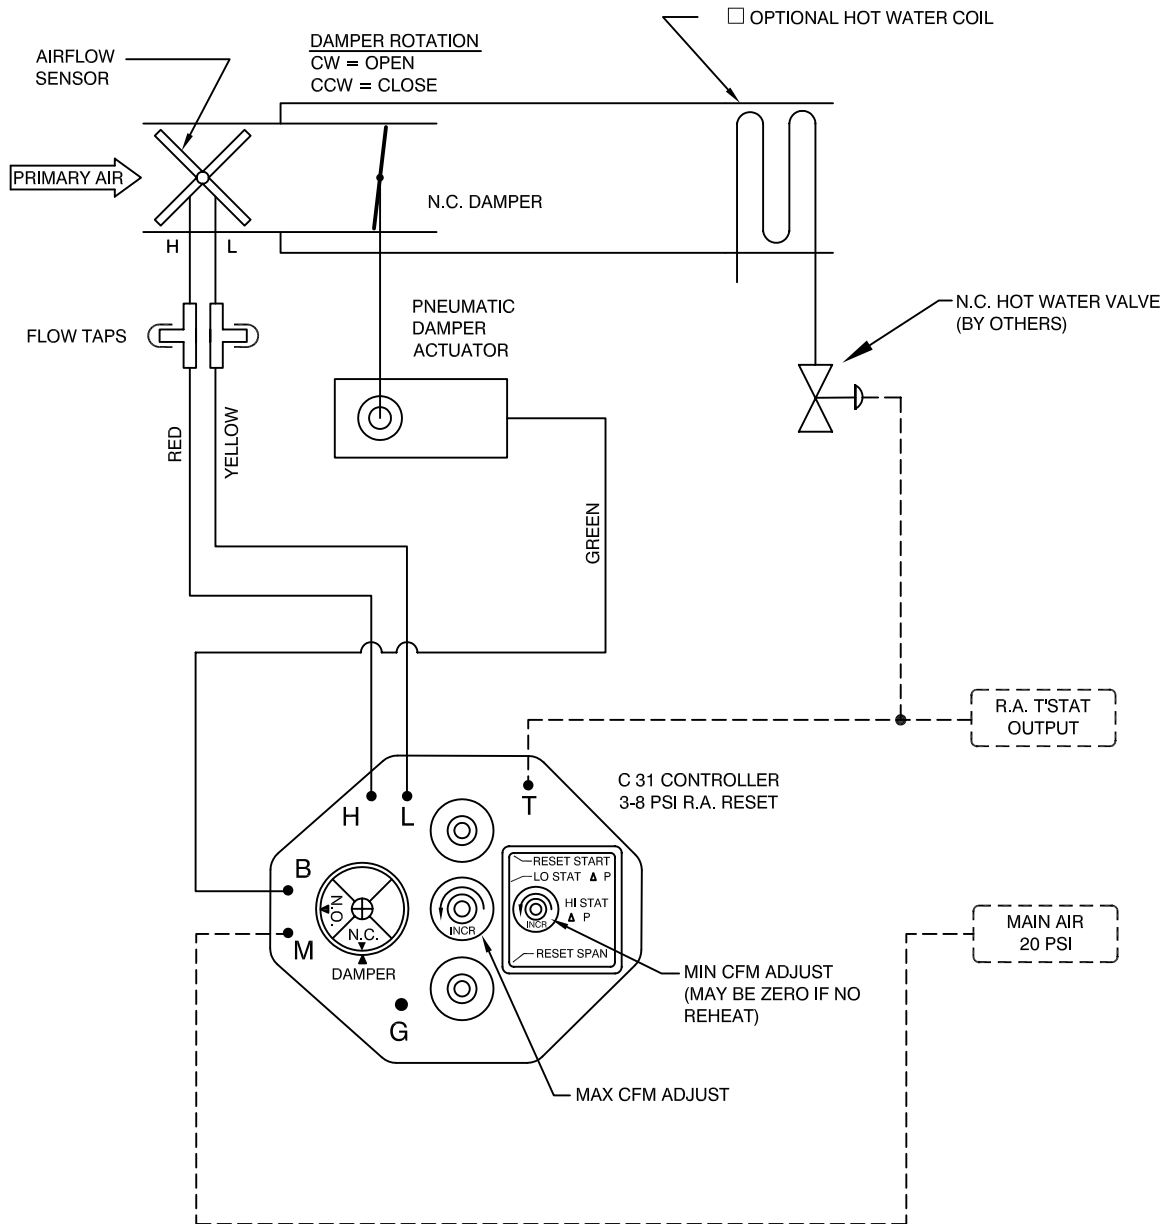 □ OPTIONAL HOT WATER COIL
DAMPER ROTATION
CW = OPEN
CCW = CLOSE
AIRFLOW
SENSOR
PRIMARY AIR
N.C. DAMPER
H
L
FLOW TAPS
PNEUMATIC
DAMPER
ACTUATOR
N.C. HOT WATER VALVE
(BY OTHERS)
RED
YELLOW
GREEN
R.A. T'STAT
OUTPUT
C 31 CONTROLLER
3-8 PSI R.A. RESET
H
L
T
B
M
G
N.O.
N.C.
DAMPER
INCR
RESET START
LO STAT Δ P
HI STAT
Δ P
INCR
RESET SPAN
MAIN AIR
20 PSI
MIN CFM ADJUST
(MAY BE ZERO IF NO
REHEAT)
MAX CFM ADJUST